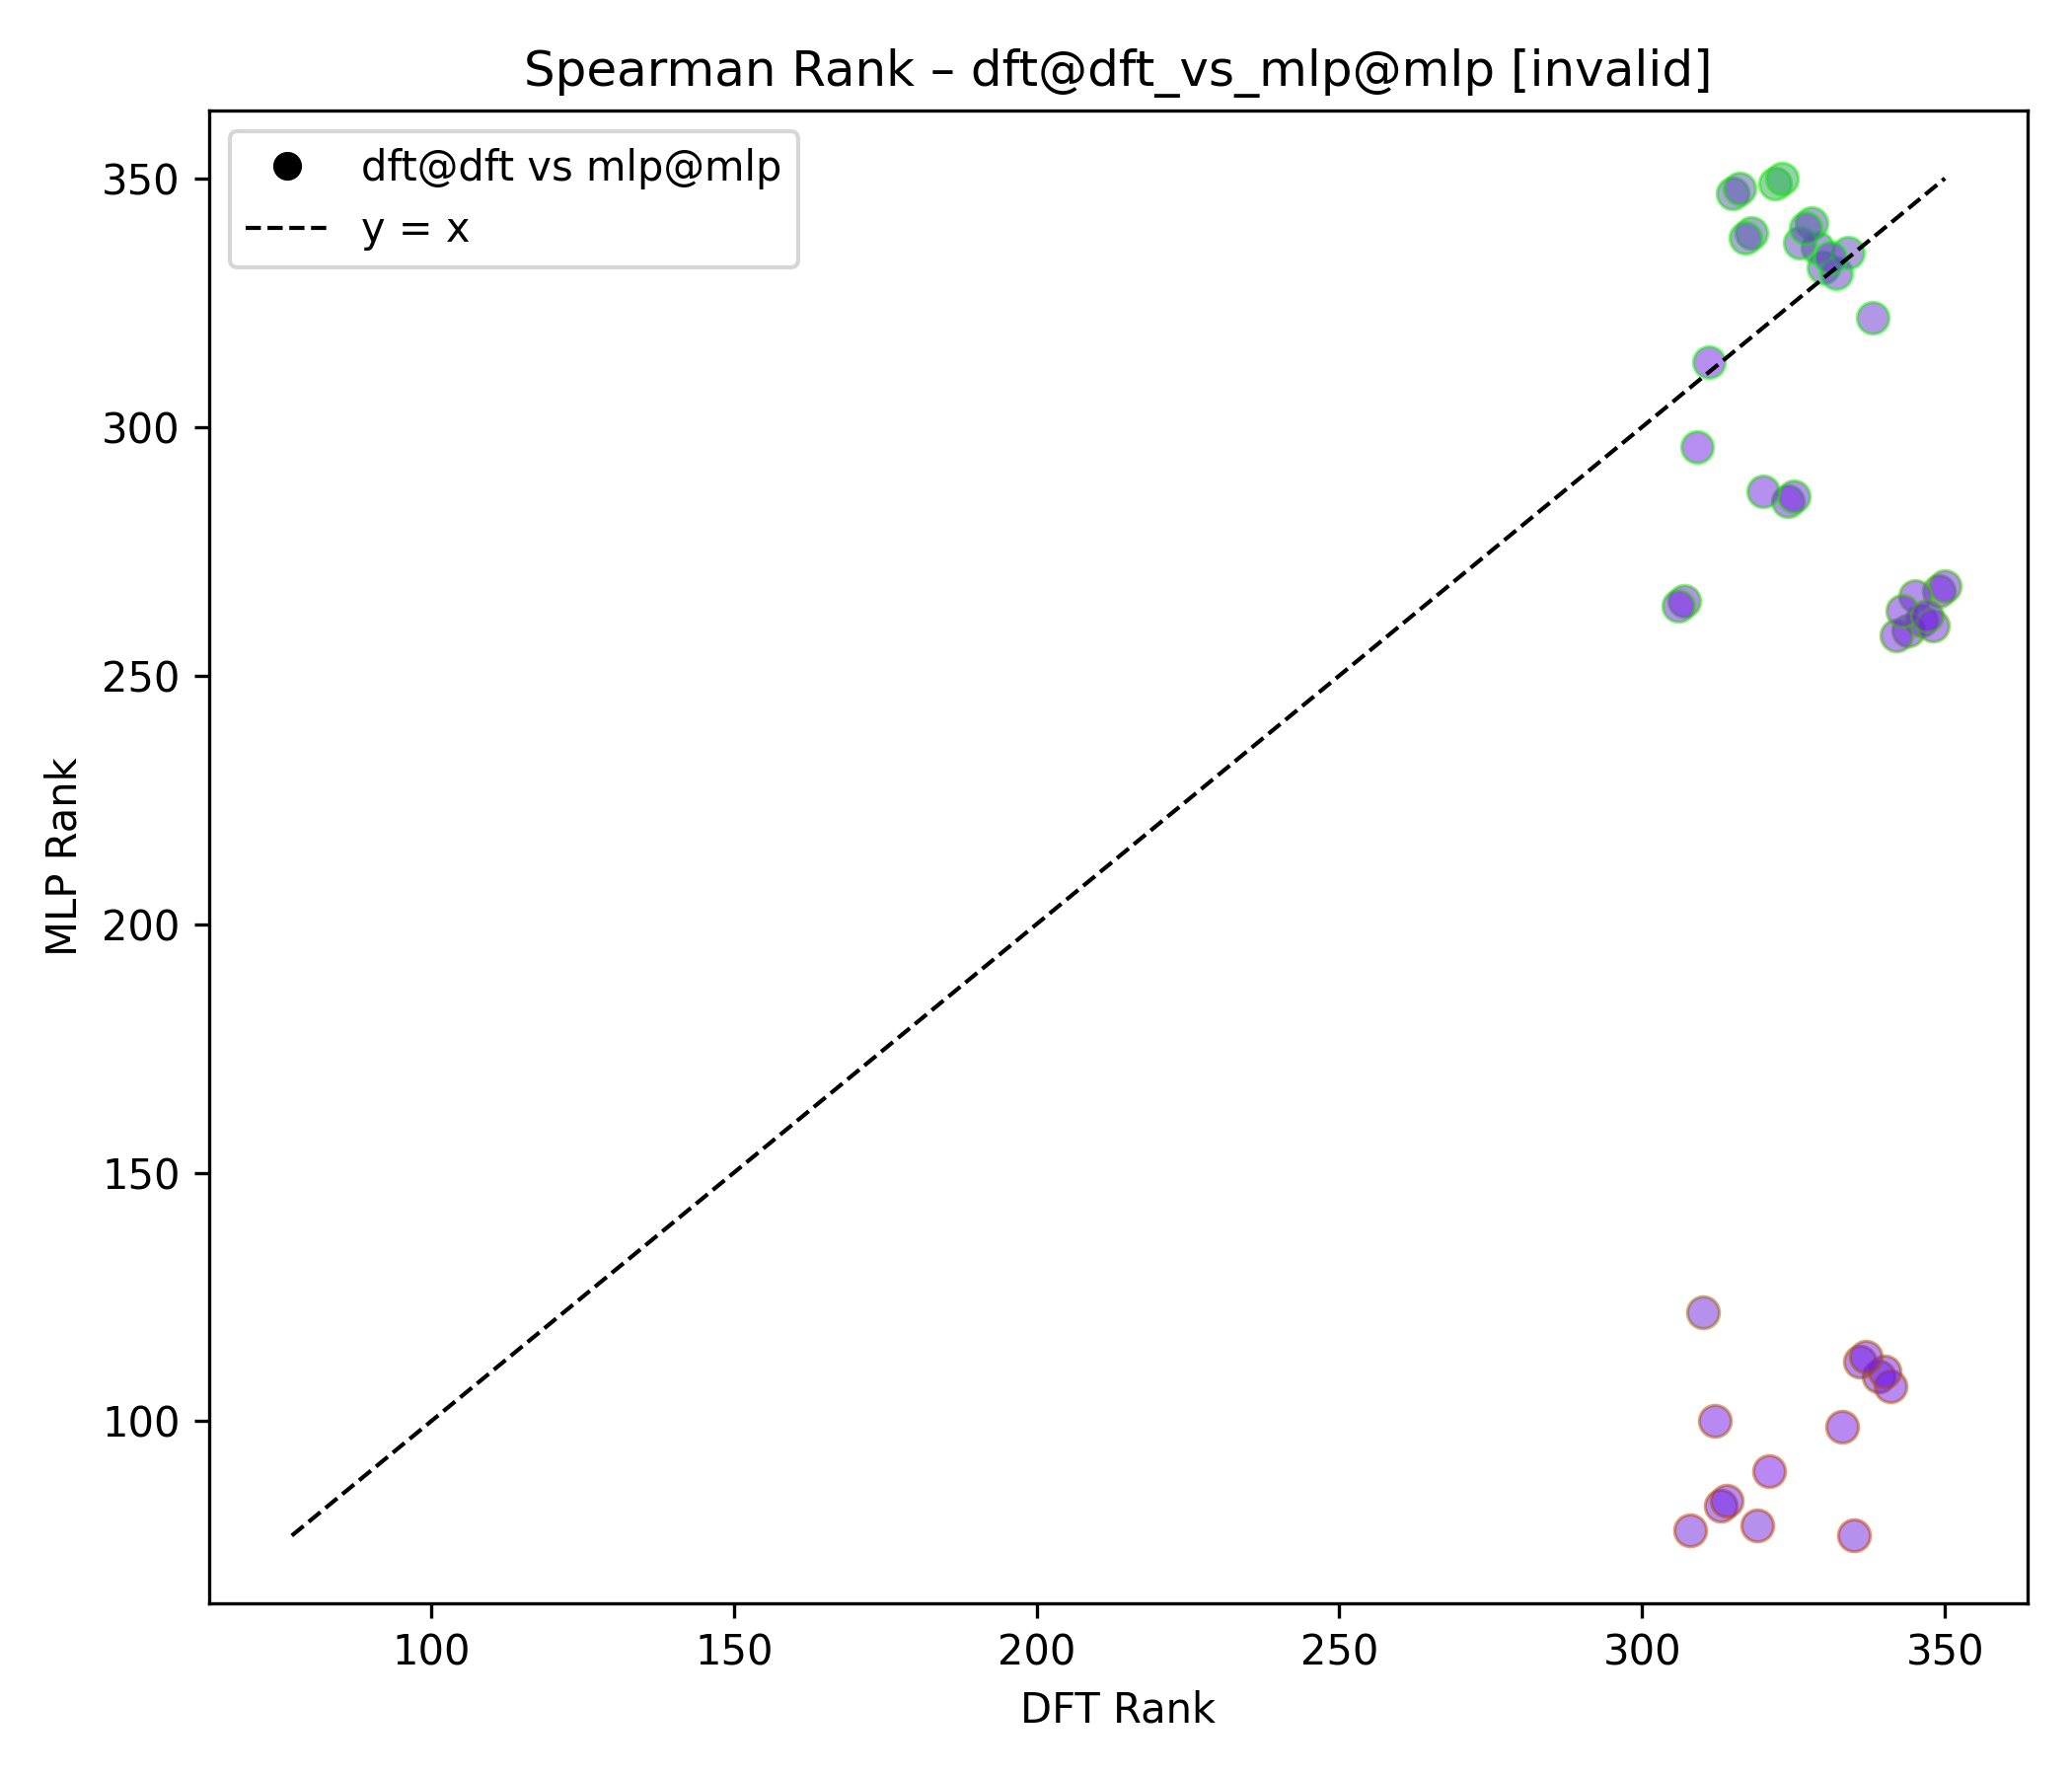 Spearman Rank – dft@dft_vs_mlp@mlp [invalid]
dft@dft vs mlp@mlp
y = x
350
300
250
200
150
100
MLP Rank
100
150
200
250
300
350
DFT Rank